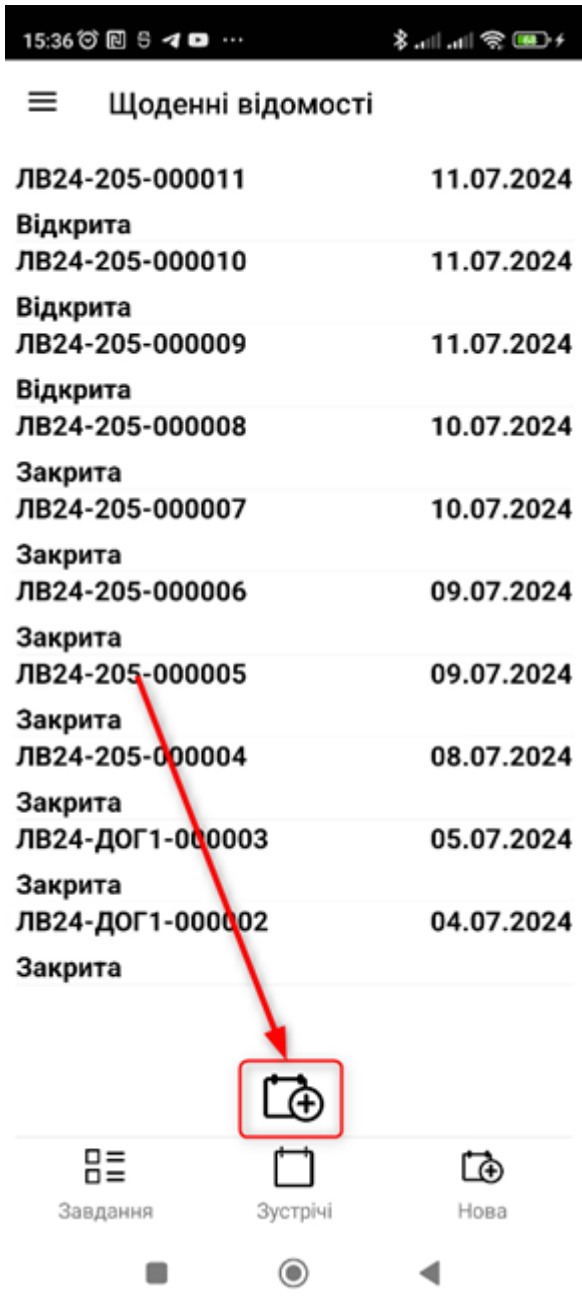 15:36
68
Щоденні відомості
ЛВ24-205-000011 11.07.2024
Відкрита
ЛВ24-205-000010 11.07.2024
Відкрита
ЛВ24-205-000009 11.07.2024
Відкрита
ЛВ24-205-000008 10.07.2024
Закрита
ЛВ24-205-000007 10.07.2024
Закрита
ЛВ24-205-000006 09.07.2024
Закрита
ЛВ24-205-000005 09.07.2024
Закрита
ЛВ24-205-000004 08.07.2024
Закрита
ЛВ24-ДОГ1-000003 05.07.2024
Закрита
ЛВ24-ДОГ1-000002 04.07.2024
Закрита
Завдання Зустрічі Нова